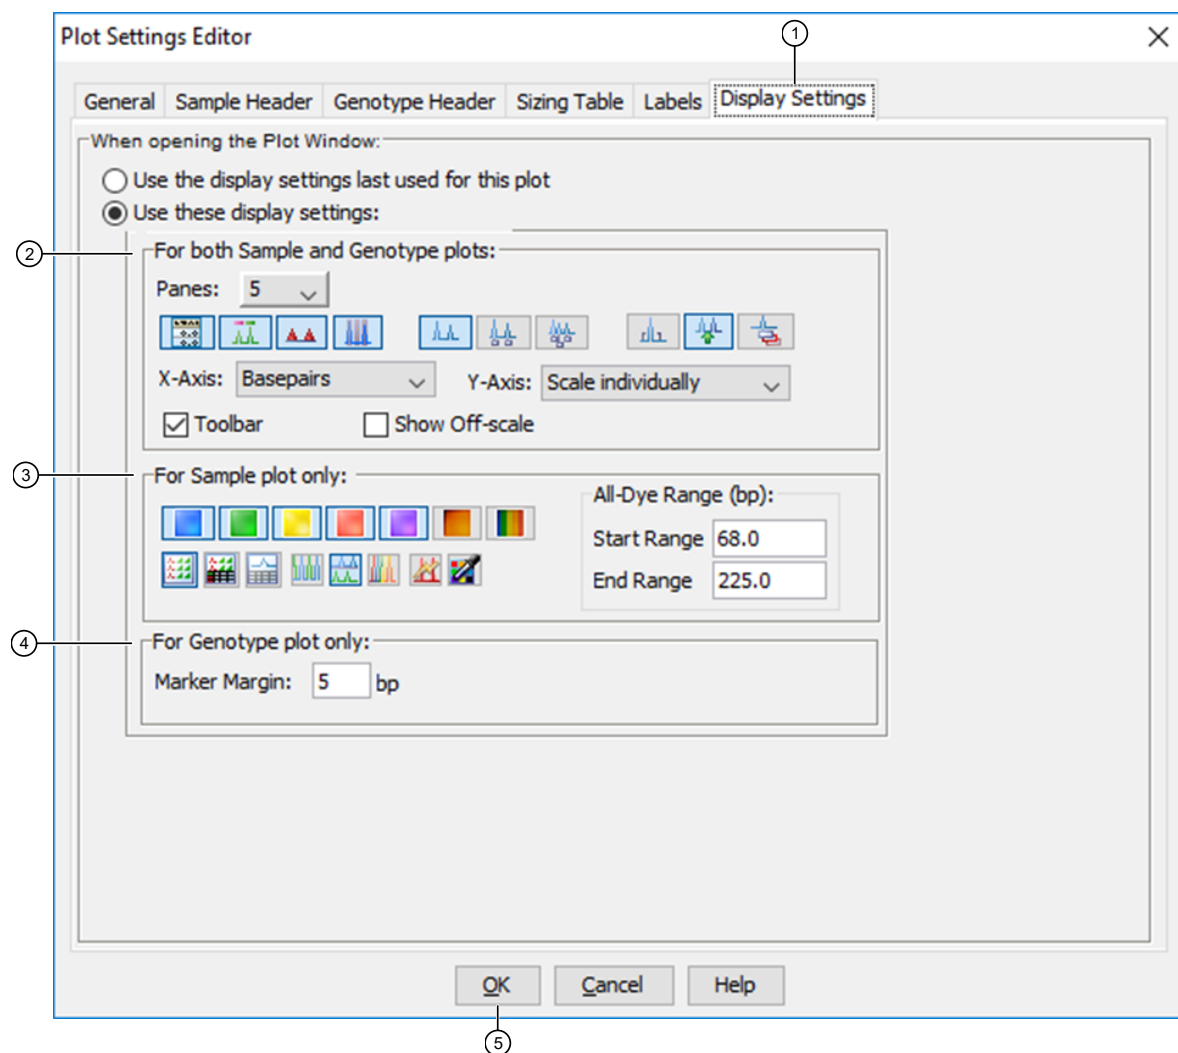 1
Plot Settings Editor
General Sample Header Genotype Header Sizing Table Labels Display Settings
When opening the Plot Window:
Use the display settings last used for this plot
Use these display settings:
2 For both Sample and Genotype plots:
Panes: 5
X-Axis: Basepairs Y-Axis: Scale individually
Toolbar Show Off-scale
3 For Sample plot only:
All-Dye Range (bp):
Start Range 68.0
End Range 225.0
4 For Genotype plot only:
Marker Margin: 5 bp
OK Cancel Help
5